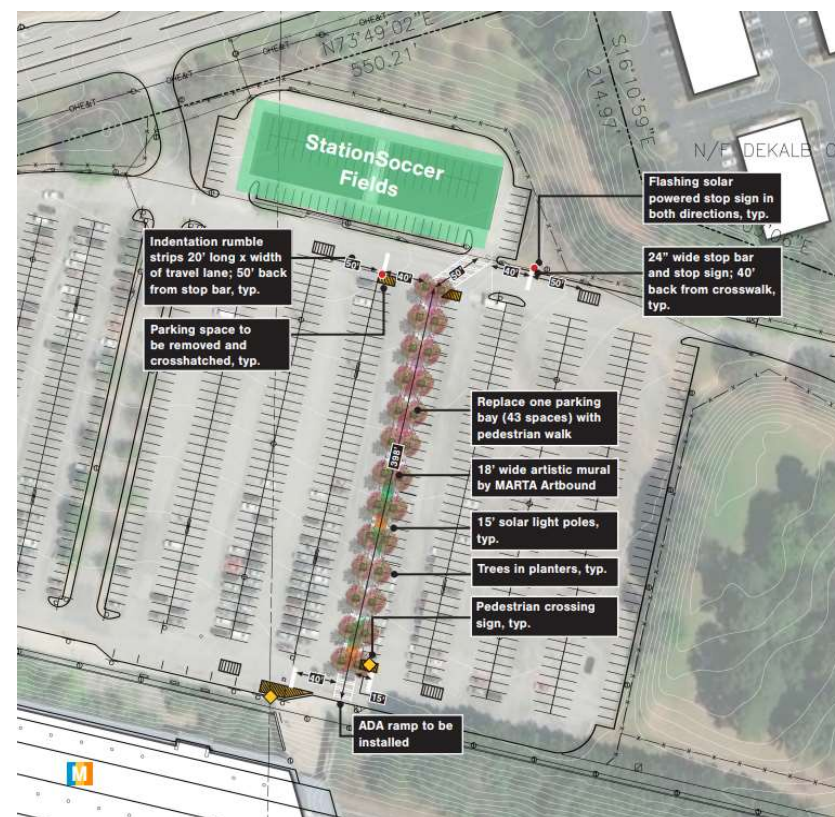 OHE&T
N73°49'02"E
550.21'
OHE&T
OHE&T
S16°10'59"E
214.97'
N/F DEKALB
StationSoccer
Fields
Flashing solar
powered stop sign in
both directions, typ.
Indentation rumble
strips 20' long x width
of travel lane; 50' back
from stop bar, typ.
24" wide stop bar
and stop sign; 40'
back from crosswalk,
typ.
50'
40'
50'
40'
50'
Parking space to
be removed and
crosshatched, typ.
Replace one parking
bay (43 spaces) with
pedestrian walk
398'
18' wide artistic mural
by MARTA Artbound
15' solar light poles,
typ.
Trees in planters, typ.
Pedestrian crossing
sign, typ.
40'
15'
ADA ramp to be
installed
M